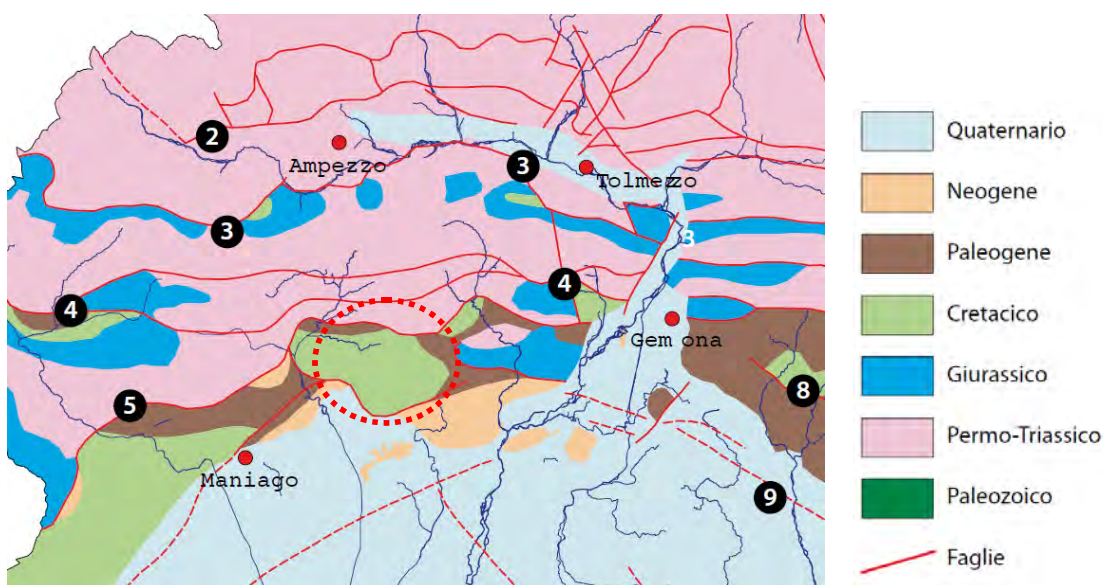 2
Ampezzo
3
Tolmezzo
3
3
4
4
Gem ona
5
8
Maniago
9
Quaternario
Neogene
Paleogene
Cretacico
Giurassico
Permo-Triassico
Paleozoico
Faglie